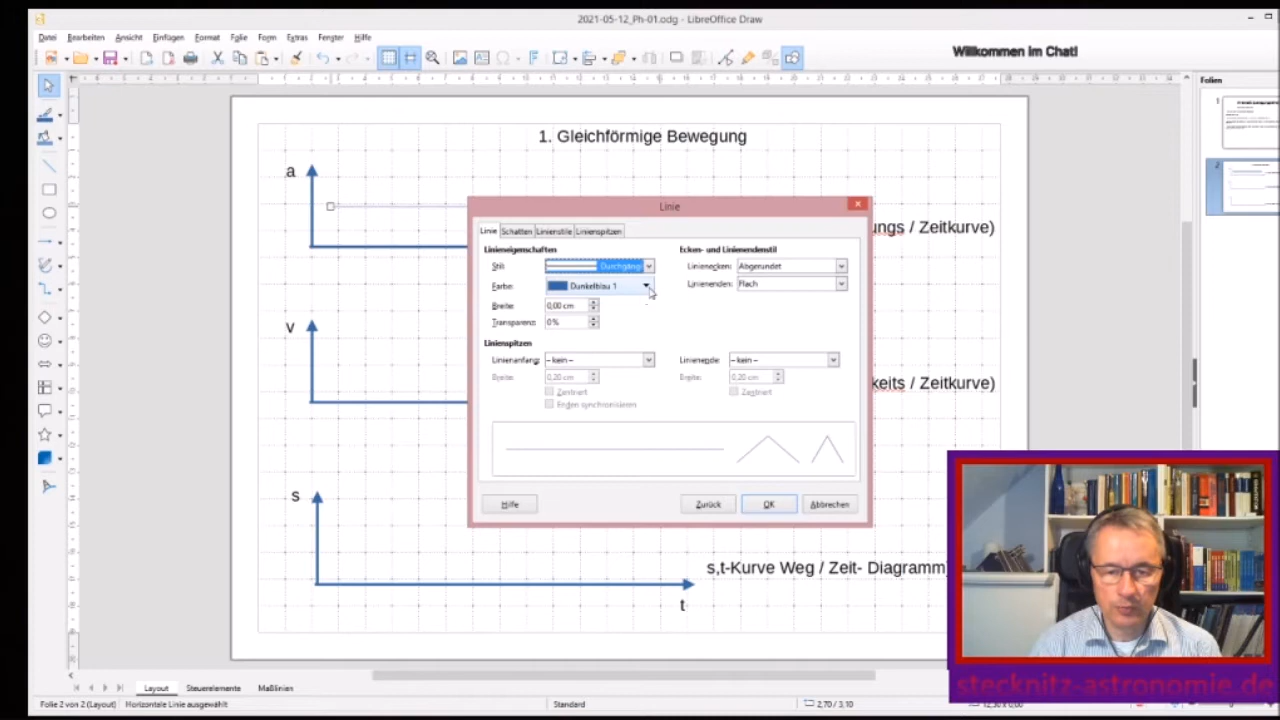 2021-05-12_Ph-01.odg - LibreOffice Draw
Datei Bearbeiten Ansicht Einfügen Format Folie Form Extras Fenster Hilfe
Willkommen im Chat!
Folien
1
2
1. Gleichförmige Bewegung
a
ungs / Zeitkurve)
v
keits / Zeitkurve)
s
s,t-Kurve Weg / Zeit- Diagramm)
t
Linie
Linie Schatten Linienstile Linienspitzen
Linieneigenschaften
Stil: Durchgäng
Farbe: Dunkelblau 1
Breite: 0,00 cm
Transparenz: 0%
Ecken- und Linienendenstil
Linienecken: Abgerundet
Linienenden: Flach
Linienspitzen
Linienanfang: – kein –
Breite: 0,20 cm
Zentriert
Enden synchronisieren
Linienende: – kein –
Breite: 0,20 cm
Zentriert
Hilfe Zurück OK Abbrechen
stecknitz-astronomie.de
Layout Steuerelemente Maßlinien
Folie 2 von 2 (Layout) Horizontale Linie ausgewählt Standard 2,70 / 3,10